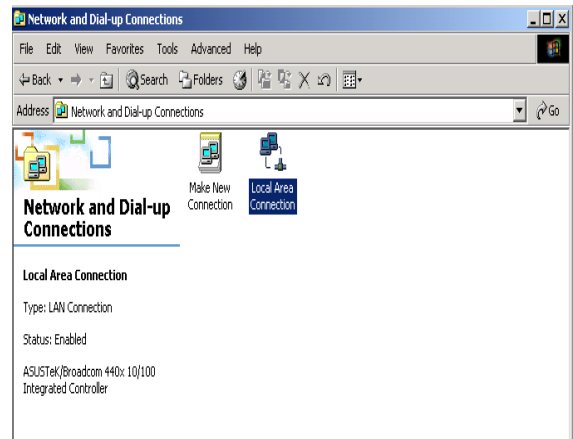 Network and Dial-up Connections
File Edit View Favorites Tools Advanced Help
Back Search Folders
Address Network and Dial-up Connections Go
Make New
Connection
Local Area
Connection
Network and Dial-up
Connections
Local Area Connection
Type: LAN Connection
Status: Enabled
ASUSTeK/Broadcom 440x 10/100
Integrated Controller